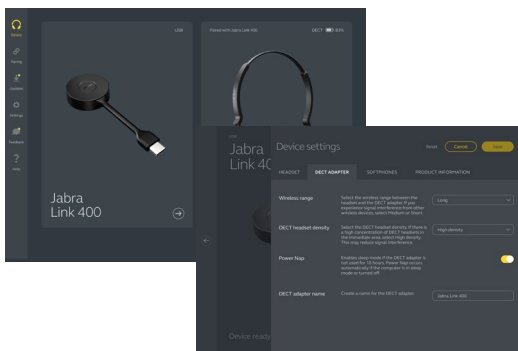 USB
Paired with Jabra Link 400
DECT
83%
Device
Pairing
Updates
Settings
Feedback
Help
Jabra
Link 400
Jabra
Link 40
Device ready
Device settings
Reset
Cancel
Save
HEADSET
DECT ADAPTER
SOFTPHONES
PRODUCT INFORMATION
Wireless range
Select the wireless range between the
headset and the DECT adapter. If you
experience signal interference from other
wireless devices, select Medium or Short.
Long
DECT headset density
Select the DECT headset density. If there is
a high concentration of DECT headsets in
the immediate area, select High density.
This may reduce signal interference.
High density
Power Nap
Enables sleep mode if the DECT adapter is
not used for 10 hours. Power Nap occurs
automatically if the computer is in sleep
mode or turned off.
DECT adapter name
Create a name for the DECT adapter.
Jabra Link 400